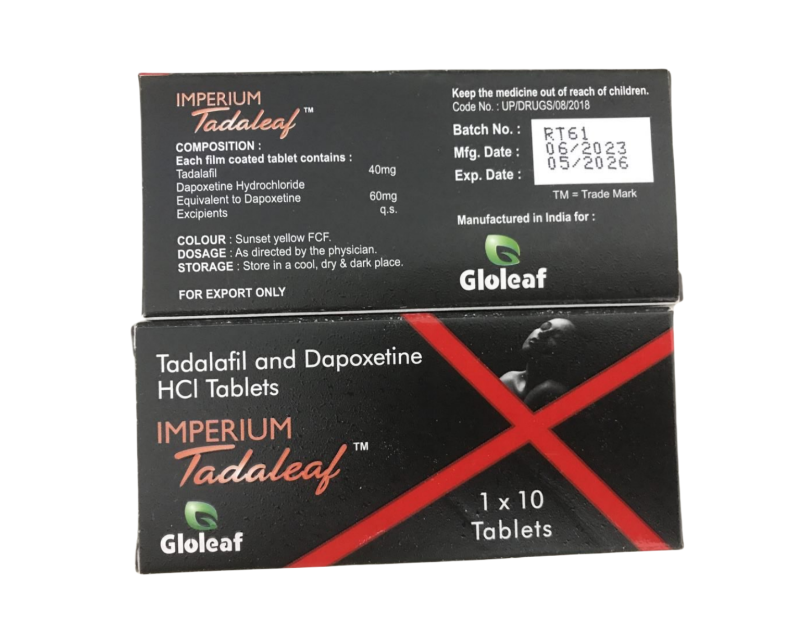 IMPERIUM
Tadaleaf ™
COMPOSITION :
Each film coated tablet contains :
Tadalafil 40mg
Dapoxetine Hydrochloride
Equivalent to Dapoxetine 60mg
Excipients q.s.
COLOUR : Sunset yellow FCF.
DOSAGE : As directed by the physician.
STORAGE : Store in a cool, dry & dark place.
FOR EXPORT ONLY
Keep the medicine out of reach of children.
Code No. : UP/DRUGS/08/2018
Batch No. : RT61
Mfg. Date : 06/2023
Exp. Date : 05/2026
TM = Trade Mark
Manufactured in India for :
Gloleaf
Tadalafil and Dapoxetine
HCl Tablets
IMPERIUM
Tadaleaf ™
Gloleaf
1 x 10
Tablets